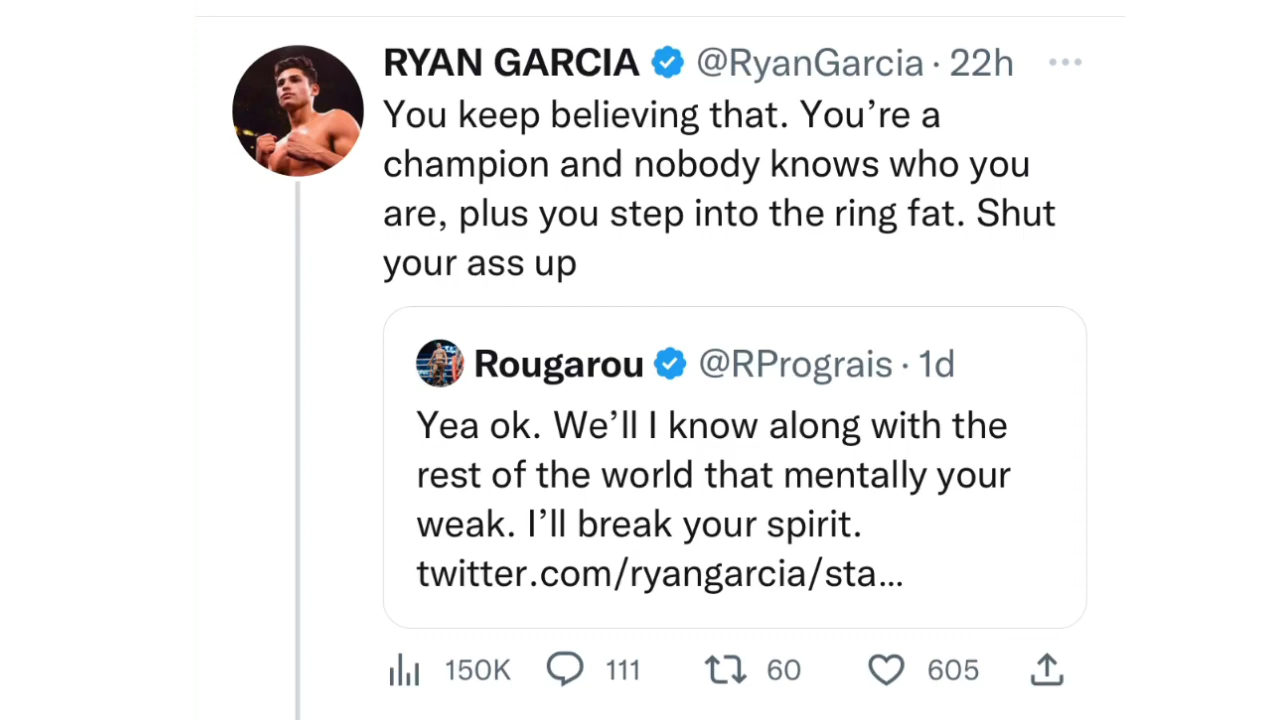 RYAN GARCIA @RyanGarcia · 22h
You keep believing that. You’re a
champion and nobody knows who you
are, plus you step into the ring fat. Shut
your ass up
Rougarou @RPrograis · 1d
Yea ok. We’ll I know along with the
rest of the world that mentally your
weak. I’ll break your spirit.
twitter.com/ryangarcia/sta...
150K 111 60 605